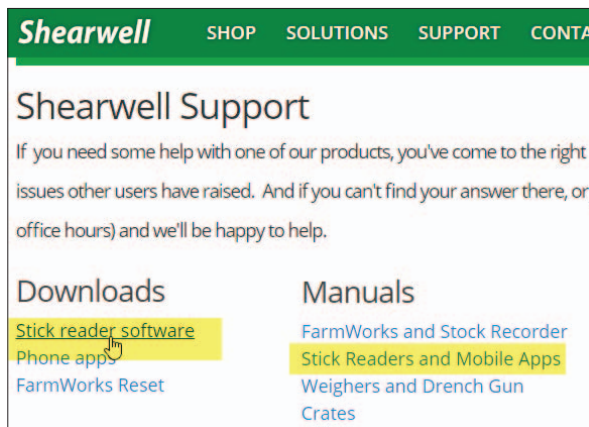 Shearwell SHOP SOLUTIONS SUPPORT
Shearwell Support
If you need some help with one of our products, you've come to the right
issues other users have raised. And if you can't find your answer there, or
office hours) and we'll be happy to help.
Downloads
Stick reader software
Phone apps
FarmWorks Reset
Manuals
FarmWorks and Stock Recorder
Stick Readers and Mobile Apps
Weighers and Drench Gun
Crates